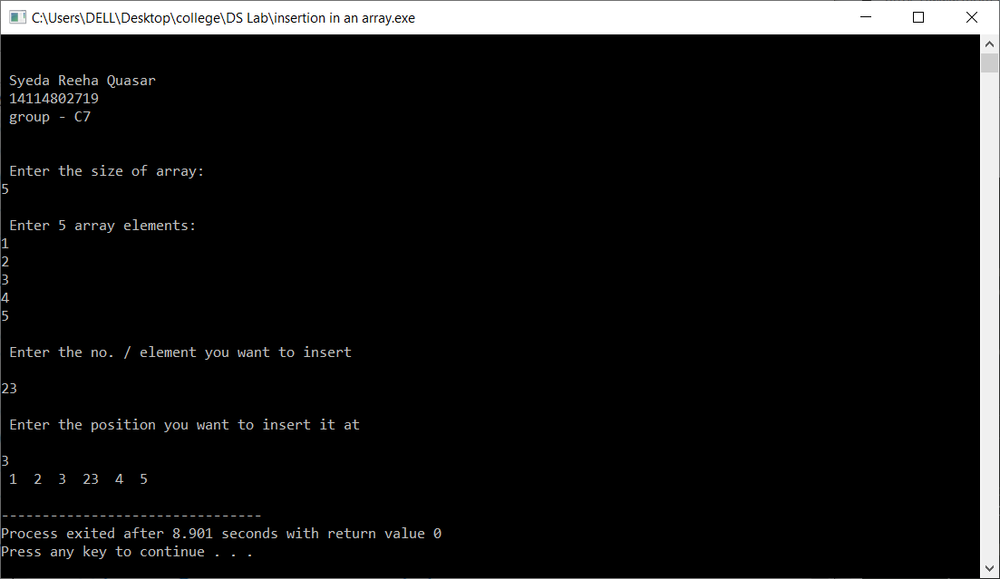 C:\Users\DELL\Desktop\college\DS Lab\insertion in an array.exe
Syeda Reeha Quasar
14114802719
group - C7
Enter the size of array:
5
Enter 5 array elements:
1
2
3
4
5
Enter the no. / element you want to insert
23
Enter the position you want to insert it at
3
1  2  3  23  4  5
--------------------------------
Process exited after 8.901 seconds with return value 0
Press any key to continue . . .